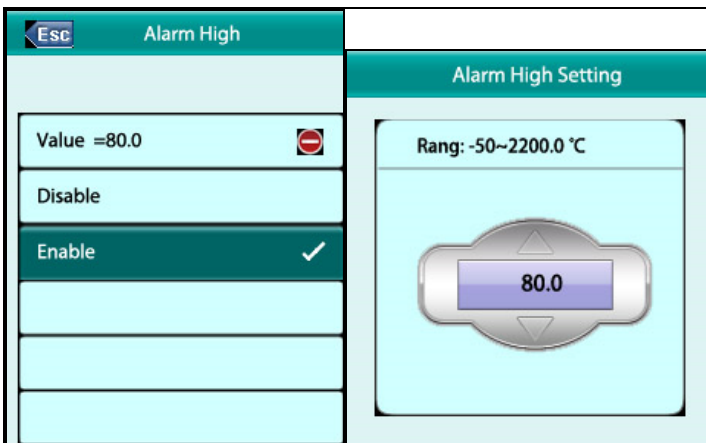 Esc Alarm High
Value =80.0
Disable
Enable
Alarm High Setting
Rang: -50~2200.0 ℃
80.0